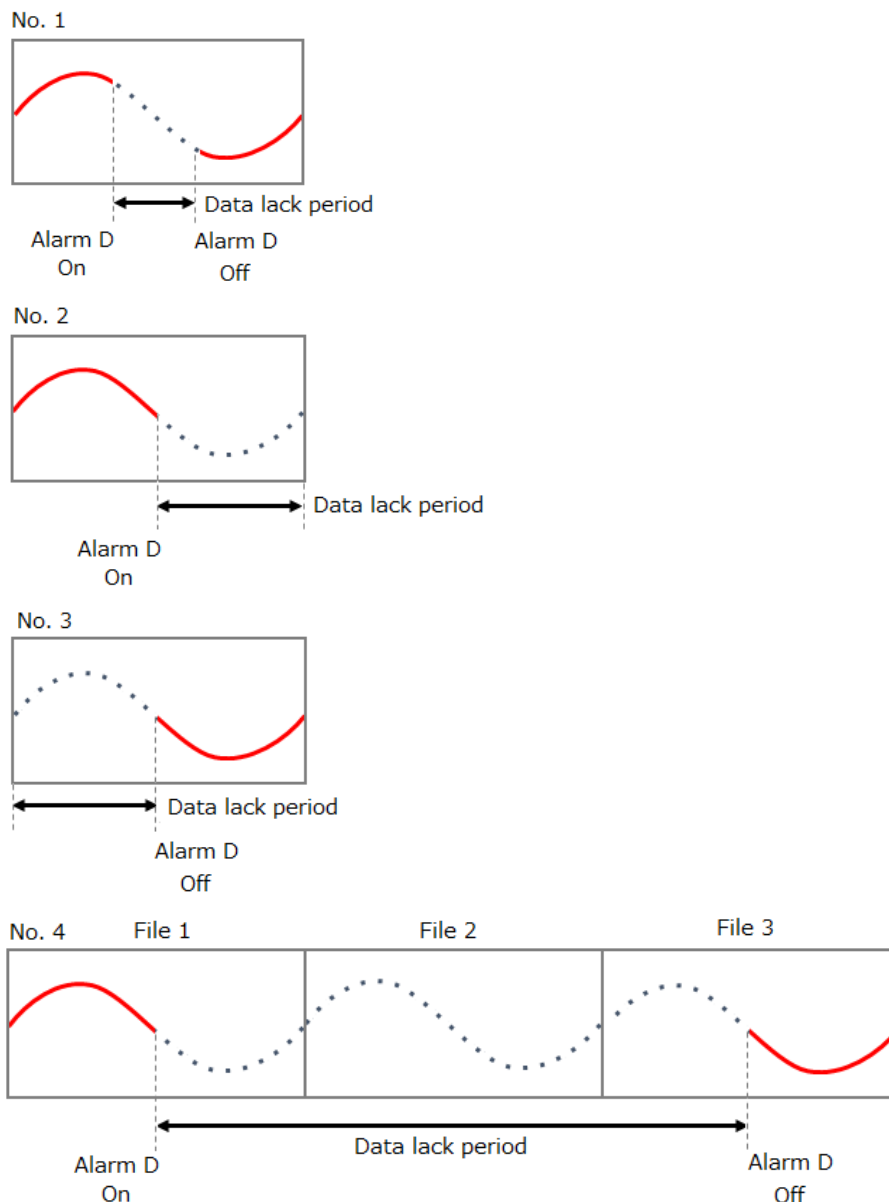 No. 1
Data lack period
Alarm D
On
Alarm D
Off
No. 2
Data lack period
Alarm D
On
No. 3
Data lack period
Alarm D
Off
No. 4
File 1
File 2
File 3
Data lack period
Alarm D
On
Alarm D
Off